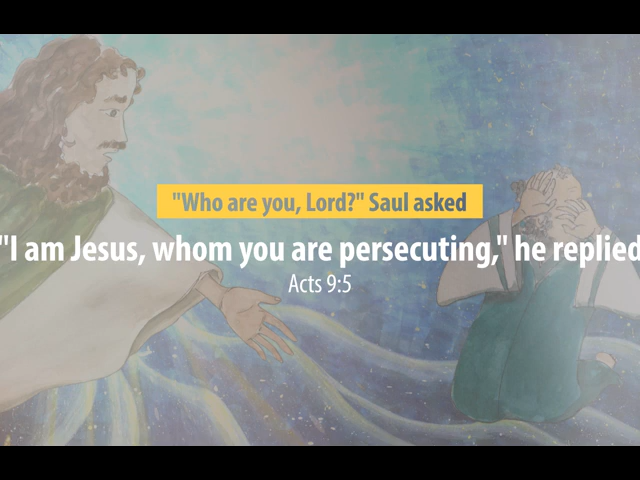 "Who are you, Lord?" Saul asked
"I am Jesus, whom you are persecuting," he replied
Acts 9:5